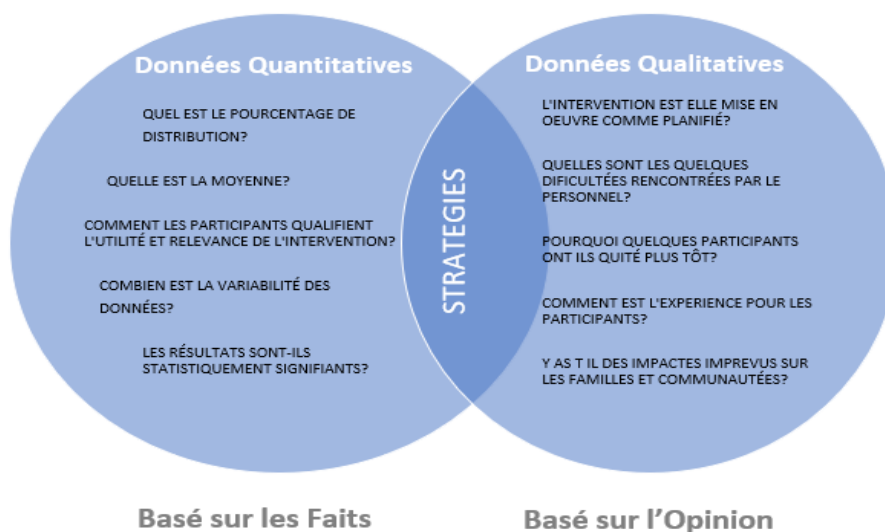 Données Quantitatives
QUEL EST LE POURCENTAGE DE
DISTRIBUTION?
QUELLE EST LA MOYENNE?
COMMENT LES PARTICIPANTS QUALIFIENT
L'UTILITÉ ET RELEVANCE DE L'INTERVENTION?
COMBIEN EST LA VARIABILITÉ DES
DONNÉES?
LES RÉSULTATS SONT-ILS
STATISTIQUEMENT SIGNIFIANTS?
STRATEGIES
Données Qualitatives
L'INTERVENTION EST ELLE MISE EN
OEUVRE COMME PLANIFIÉ?
QUELLES SONT LES QUELQUES
DIFICULTÉES RENCONTRÉES PAR LE
PERSONNEL?
POURQUOI QUELQUES PARTICIPANTS
ONT ILS QUITÉ PLUS TÔT?
COMMENT EST L'EXPERIENCE POUR LES
PARTICIPANTS?
Y AS T IL DES IMPACTES IMPREVUS SUR
LES FAMILLES ET COMMUNAUTÉES?
Basé sur les Faits
Basé sur l’Opinion